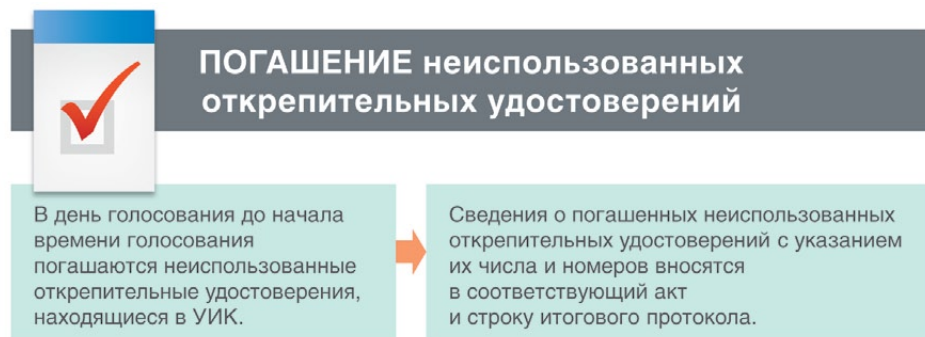 ПОГАШЕНИЕ неиспользованных
открепительных удостоверений
В день голосования до начала
времени голосования
погашаются неиспользованные
открепительные удостоверения,
находящиеся в УИК.
Сведения о погашенных неиспользованных
открепительных удостоверений с указанием
их числа и номеров вносятся
в соответствующий акт
и строку итогового протокола.